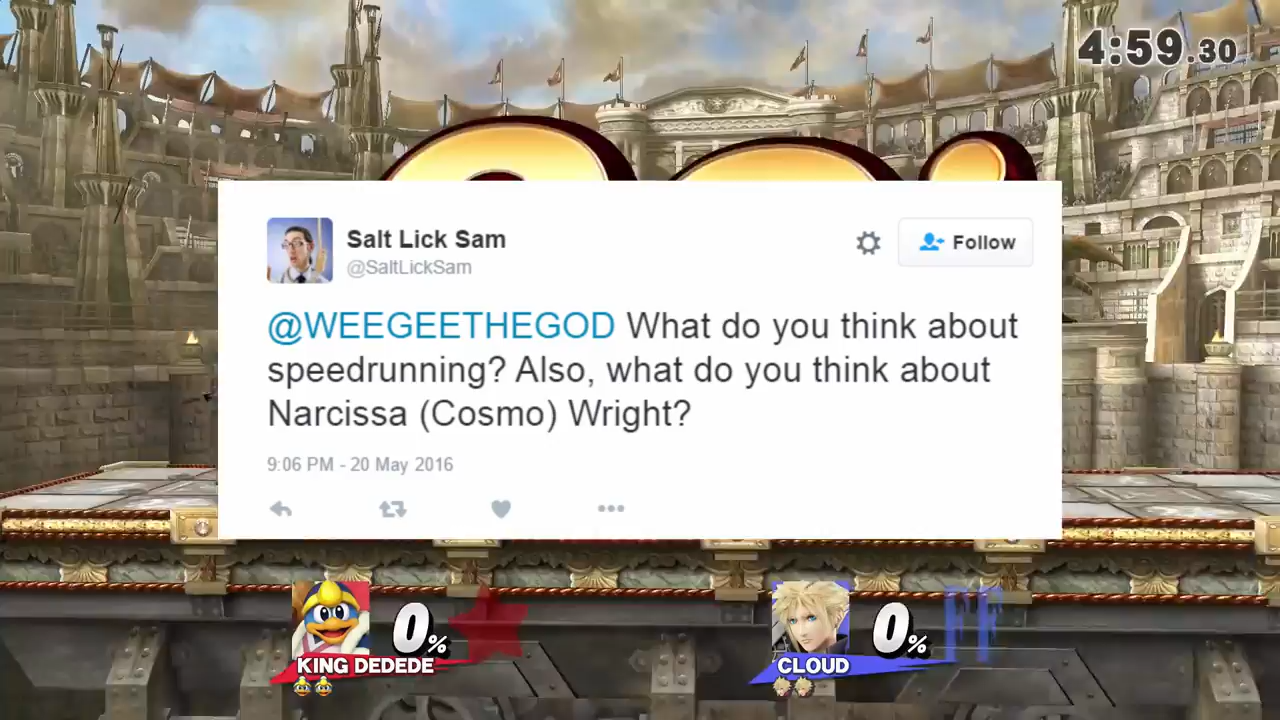 4:59.30
Salt Lick Sam
@SaltLickSam
Follow
@WEEGEETHEGOD What do you think about
speedrunning? Also, what do you think about
Narcissa (Cosmo) Wright?
9:06 PM - 20 May 2016
0%
KING DEDEDE
0%
CLOUD